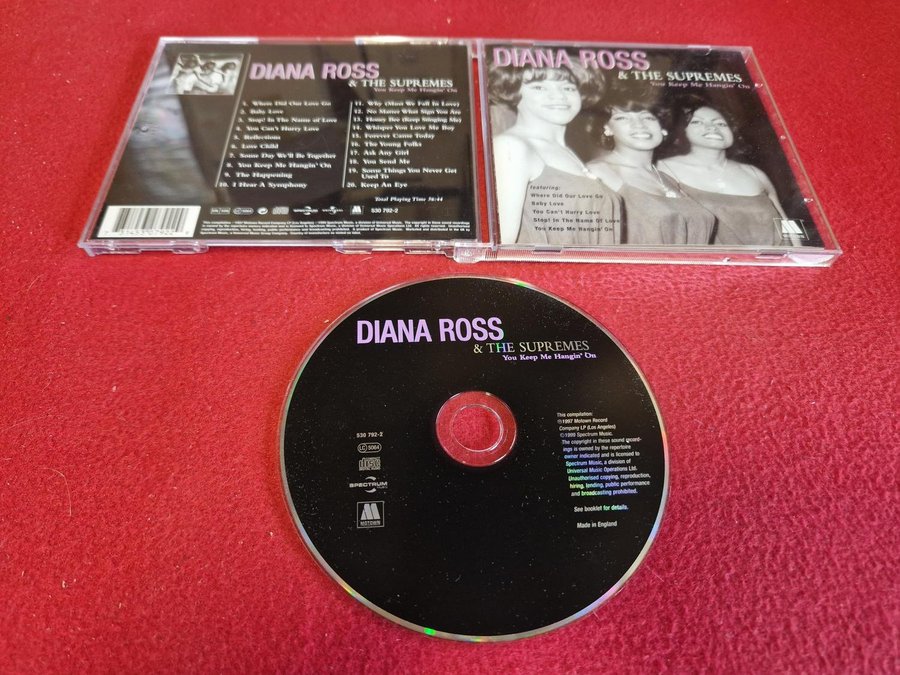 DIANA ROSS
& THE SUPREMES
You Keep Me Hangin' On
1. Where Did Our Love Go
2. Baby Love
3. Stop! In The Name of Love
4. You Can't Hurry Love
5. Reflections
6. Love Child
7. Some Day We'll Be Together
8. You Keep Me Hangin' On
9. The Happening
10. I Hear A Symphony
11. Why (Must We Fall In Love)
12. No Matter What Sign You Are
13. Honey Bee (Keep Stinging Me)
14. Whisper You Love Me Boy
15. Forever Came Today
16. The Young Folks
17. Ask Any Girl
18. You Send Me
19. Some Things You Never Get
Used To
20. Keep An Eye
Total Playing Time 56:44
SPECTRUM
UNIVERSAL
530 792-2
DIANA ROSS
& THE SUPREMES
You Keep Me Hangin' On
featuring:
Where Did Our Love Go
Baby Love
You Can't Hurry Love
Stop! In The Name Of Love
You Keep Me Hangin' On
M
DIANA ROSS
& THE SUPREMES
You Keep Me Hangin' On
530 792-2
LC 5064
SPECTRUM
M
MOTOWN
This compilation:
℗1997 Motown Record
Company LP (Los Angeles)
©1999 Spectrum Music.
The copyright in these sound record-
ings is owned by the repertoire
owner indicated and is licensed to
Spectrum Music, a division of
Universal Music Operations Ltd.
Unauthorised copying, reproduction,
hiring, lending, public performance
and broadcasting prohibited.
See booklet for details.
Made in England